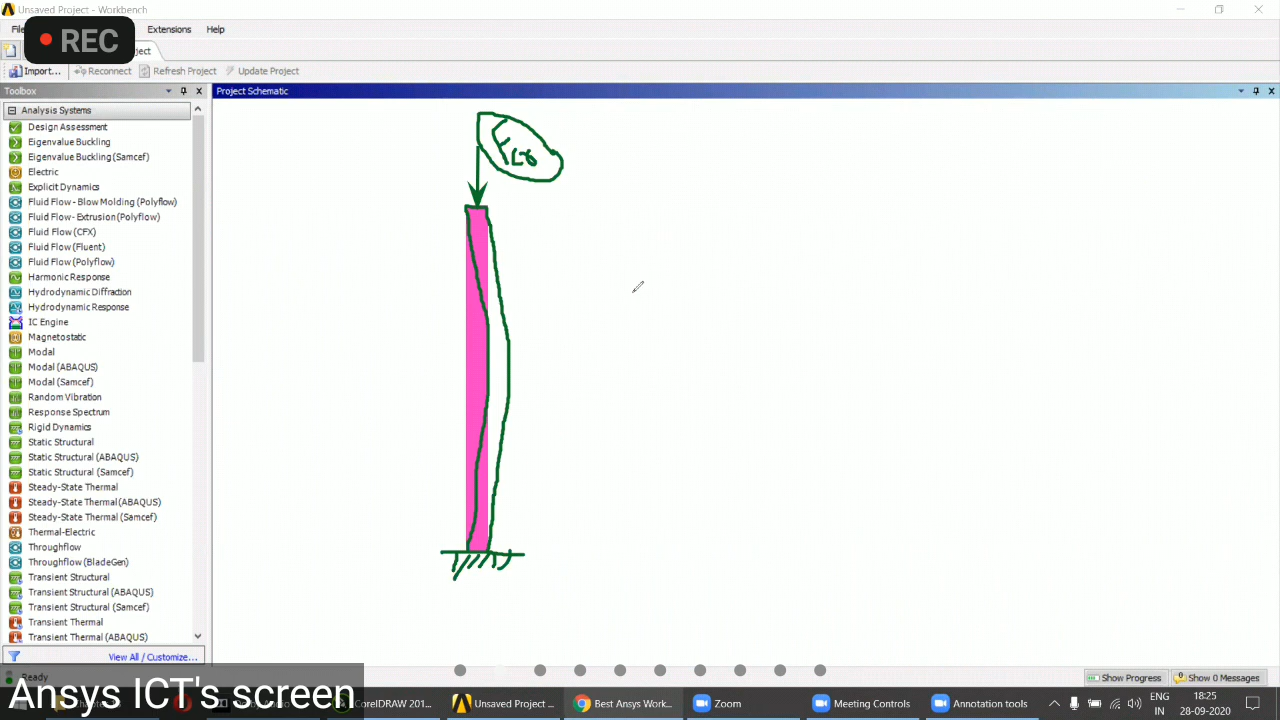 Unsaved Project - Workbench
REC
Extensions
Help
ject
Import...
Reconnect
Refresh Project
Update Project
Toolbox
Project Schematic
Analysis Systems
Design Assessment
Eigenvalue Buckling
Eigenvalue Buckling (Samcef)
Electric
Explicit Dynamics
Fluid Flow - Blow Molding (Polyflow)
Fluid Flow- Extrusion (Polyflow)
Fluid Flow (CFX)
Fluid Flow (Fluent)
Fluid Flow (Polyflow)
Harmonic Response
Hydrodynamic Diffraction
Hydrodynamic Response
IC Engine
Magnetostatic
Modal
Modal (ABAQUS)
Modal (Samcef)
Random Vibration
Response Spectrum
Rigid Dynamics
Static Structural
Static Structural (ABAQUS)
Static Structural (Samcef)
Steady-State Thermal
Steady-State Thermal (ABAQUS)
Steady-State Thermal (Samcef)
Thermal-Electric
Throughflow
Throughflow (BladeGen)
Transient Structural
Transient Structural (ABAQUS)
Transient Structural (Samcef)
Transient Thermal
Transient Thermal (ABAQUS)
View All / Customize...
Ready
Show Progress
Show 0 Messages
Ansys ICT's screen
CorelDRAW 201...
Unsaved Project ...
Best Ansys Work...
Zoom
Meeting Controls
Annotation tools
ENG
IN
18:25
28-09-2020